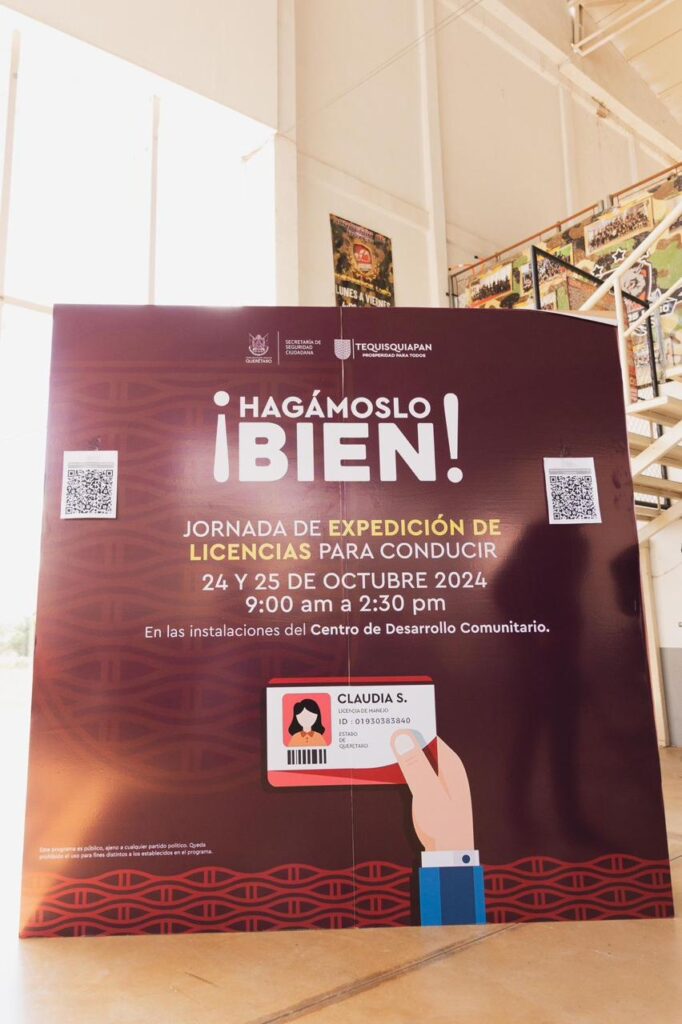 LUNES A VIERNES
QUERÉTARO
SECRETARÍA DE
SEGURIDAD
CIUDADANA
TEQUISQUIAPAN
PROSPERIDAD PARA TODOS
¡HAGÁMOSLO
BIEN!
JORNADA DE EXPEDICIÓN DE
LICENCIAS PARA CONDUCIR
24 Y 25 DE OCTUBRE 2024
9:00 am a 2:30 pm
En las instalaciones del Centro de Desarrollo Comunitario.
CLAUDIA S.
LICENCIA DE MANEJO
ID : 01930383840
ESTADO
DE
QUERÉTARO
Este programa es público, ajeno a cualquier partido político. Queda
prohibido el uso para fines distintos a los establecidos en el programa.